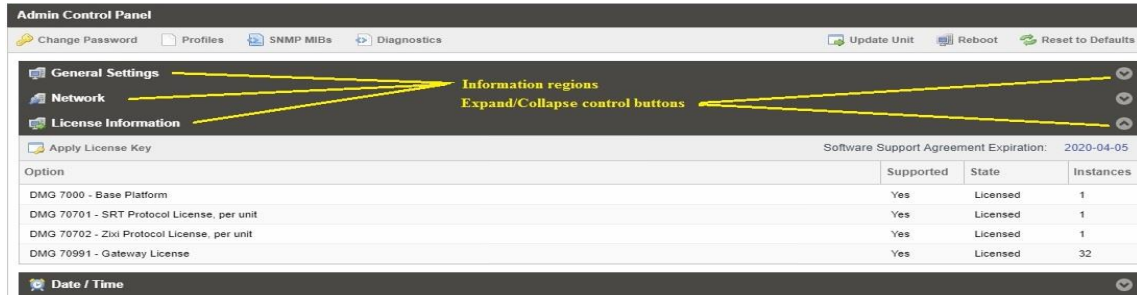 Admin Control Panel
Change Password Profiles SNMP MIBs Diagnostics Update Unit Reboot Reset to Defaults
General Settings
Information regions
Network
Expand/Collapse control buttons
License Information
Apply License Key Software Support Agreement Expiration: 2020-04-05
Option Supported State Instances
DMG 7000 - Base Platform Yes Licensed 1
DMG 70701 - SRT Protocol License, per unit Yes Licensed 1
DMG 70702 - Zixi Protocol License, per unit Yes Licensed 1
DMG 70991 - Gateway License Yes Licensed 32
Date / Time